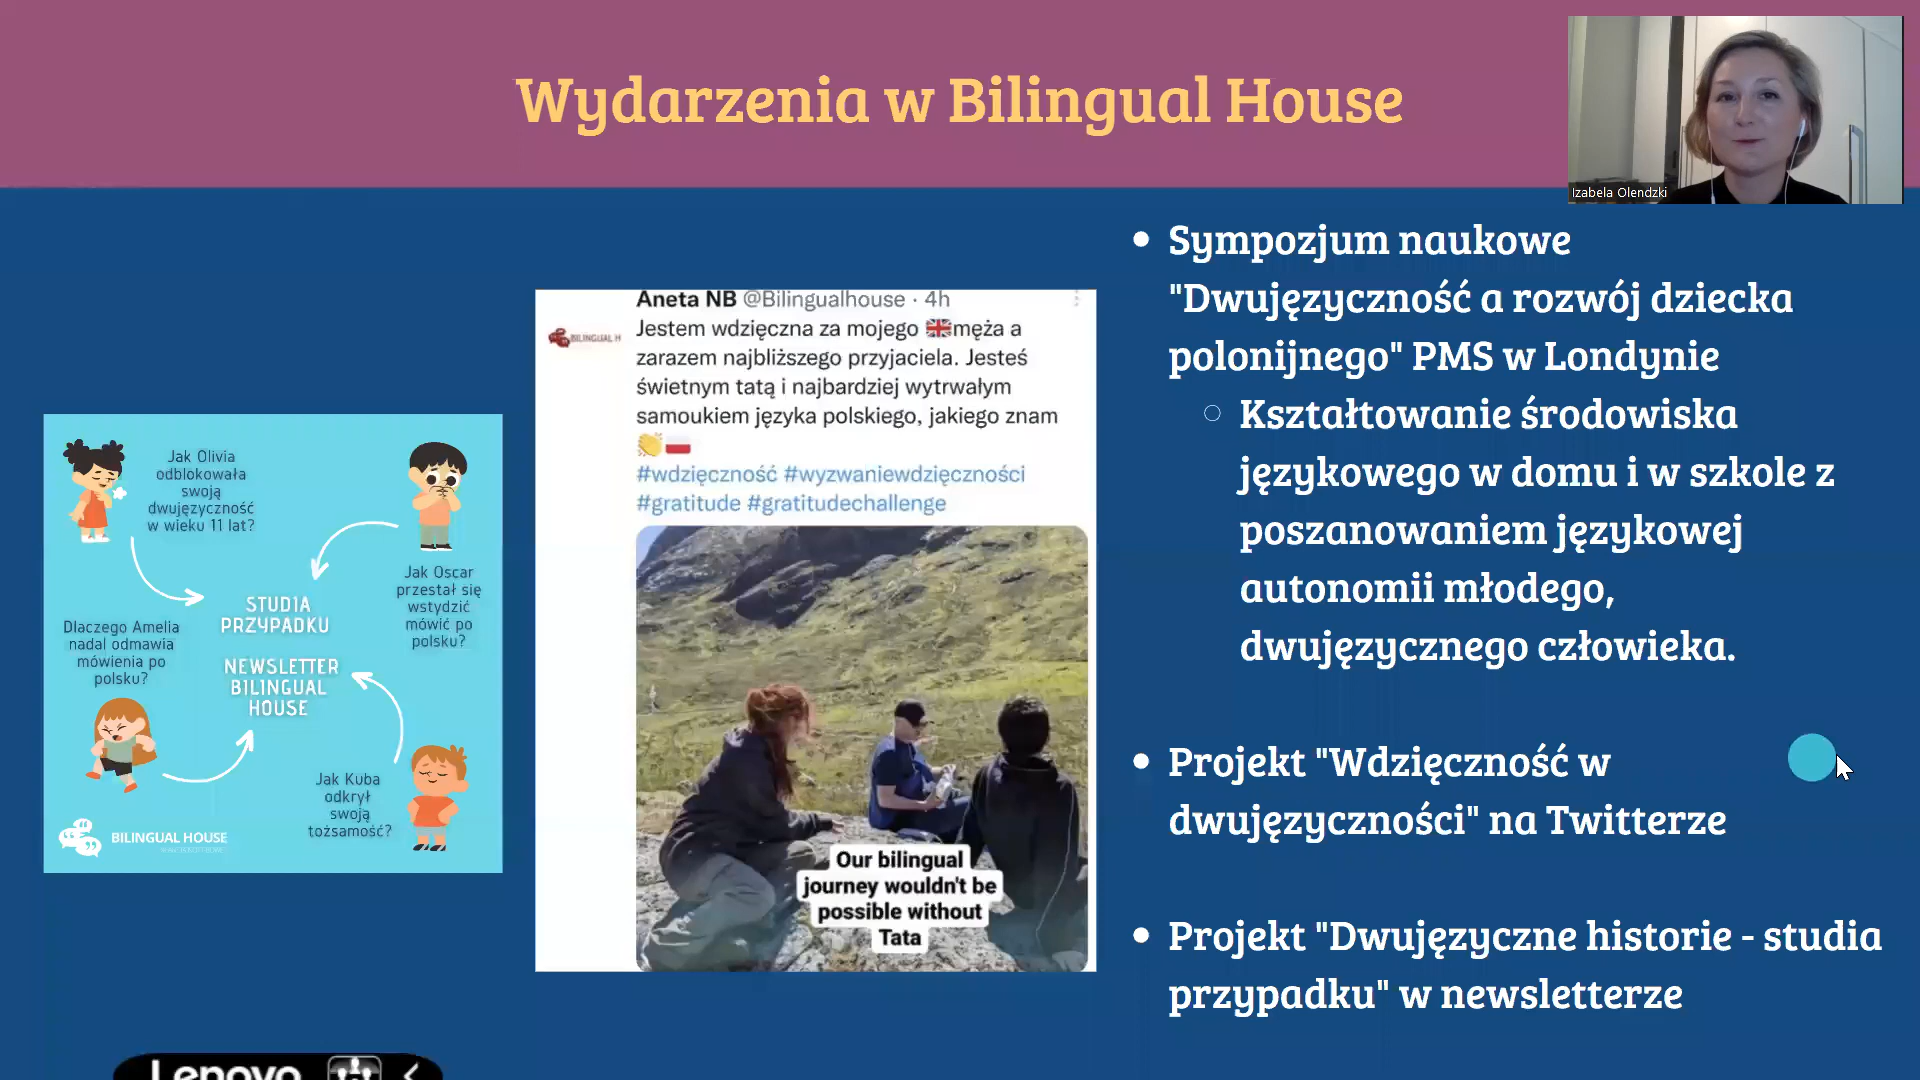 Wydarzenia w Bilingual House
Izabela Olendzki
Sympozjum naukowe
"Dwujęzyczność a rozwój dziecka
polonijnego" PMS w Londynie
Kształtowanie środowiska
językowego w domu i w szkole z
poszanowaniem językowej
autonomii młodego,
dwujęzycznego człowieka.
Projekt "Wdzięczność w
dwujęzyczności" na Twitterze
Projekt "Dwujęzyczne historie - studia
przypadku" w newsletterze
Aneta NB @Bilingualhouse · 4h
BILINGUAL H
Jestem wdzięczna za mojego 🇬🇧męża a
zarazem najbliższego przyjaciela. Jesteś
świetnym tatą i najbardziej wytrwałym
samoukiem języka polskiego, jakiego znam
👏🇵🇱
#wdzięczność #wyzwaniewdzięczności
#gratitude #gratitudechallenge
Our bilingual
journey wouldn't be
possible without
Tata
Jak Olivia
odblokowała
swoją
dwujęzyczność
w wieku 11 lat?
Jak Oscar
przestał się
wstydzić
mówić po
polsku?
STUDIA
PRZYPADKU
Dlaczego Amelia
nadal odmawia
mówienia po
polsku?
NEWSLETTER
BILINGUAL
HOUSE
Jak Kuba
odkrył
swoją
tożsamość?
BILINGUAL HOUSE
Lenovo